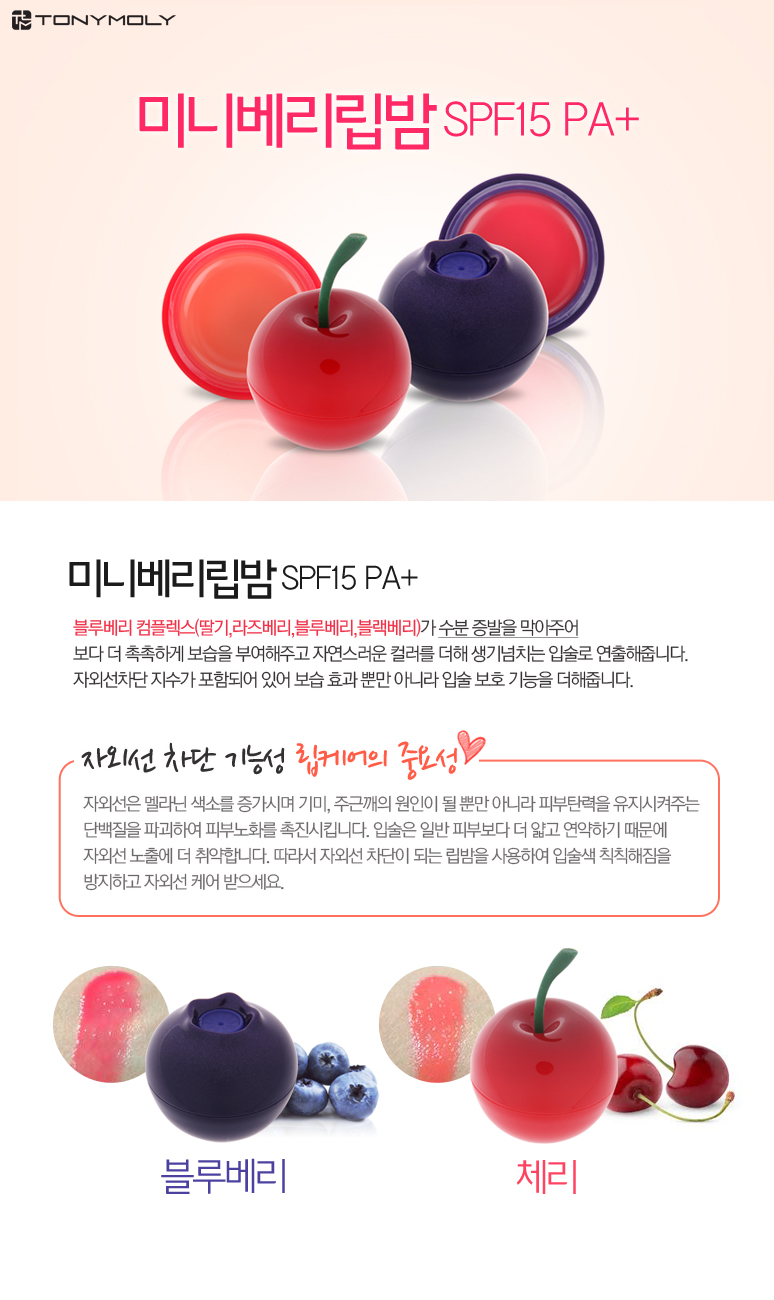 TONYMOLY
미니베리립밤 SPF15 PA+
미니베리립밤 SPF15 PA+
블루베리 컴플렉스(딸기,라즈베리,블루베리,블랙베리)가 수분 증발을 막아주어
보다 더 촉촉하게 보습을 부여해주고 자연스러운 컬러를 더해 생기넘치는 입술로 연출해줍니다.
자외선차단 지수가 포함되어 있어 보습 효과 뿐만 아니라 입술 보호 기능을 더해줍니다.
자외선 차단 기능성 립케어의 중요성
자외선은 멜라닌 색소를 증가시며 기미, 주근깨의 원인이 될 뿐만 아니라 피부탄력을 유지시켜주는
단백질을 파괴하여 피부노화를 촉진시킵니다. 입술은 일반 피부보다 더 얇고 연약하기 때문에
자외선 노출에 더 취약합니다. 따라서 자외선 차단이 되는 립밤을 사용하여 입술색 칙칙해짐을
방지하고 자외선 케어 받으세요.
블루베리
체리